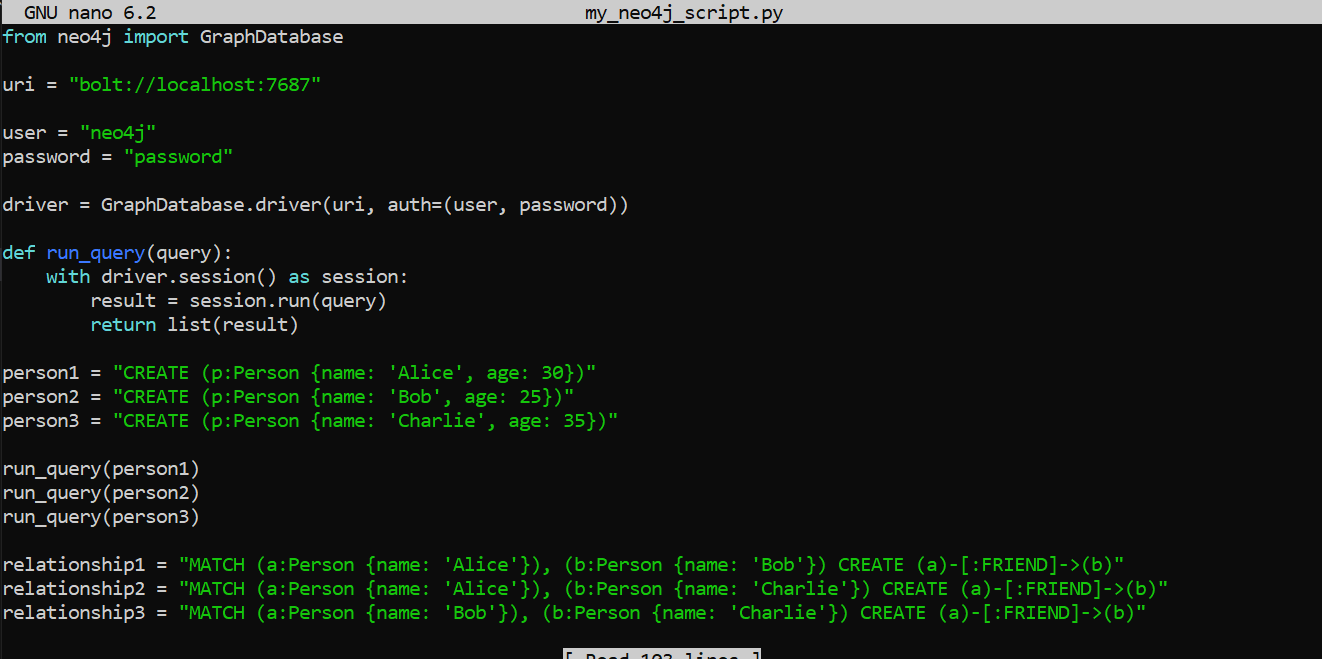 GNU nano 6.2 my_neo4j_script.py
from neo4j import GraphDatabase
uri = "bolt://localhost:7687"
user = "neo4j"
password = "password"
driver = GraphDatabase.driver(uri, auth=(user, password))
def run_query(query):
    with driver.session() as session:
        result = session.run(query)
        return list(result)
person1 = "CREATE (p:Person {name: 'Alice', age: 30})"
person2 = "CREATE (p:Person {name: 'Bob', age: 25})"
person3 = "CREATE (p:Person {name: 'Charlie', age: 35})"
run_query(person1)
run_query(person2)
run_query(person3)
relationship1 = "MATCH (a:Person {name: 'Alice'}), (b:Person {name: 'Bob'}) CREATE (a)-[:FRIEND]->(b)"
relationship2 = "MATCH (a:Person {name: 'Alice'}), (b:Person {name: 'Charlie'}) CREATE (a)-[:FRIEND]->(b)"
relationship3 = "MATCH (a:Person {name: 'Bob'}), (b:Person {name: 'Charlie'}) CREATE (a)-[:FRIEND]->(b)"
[ Read lines ]